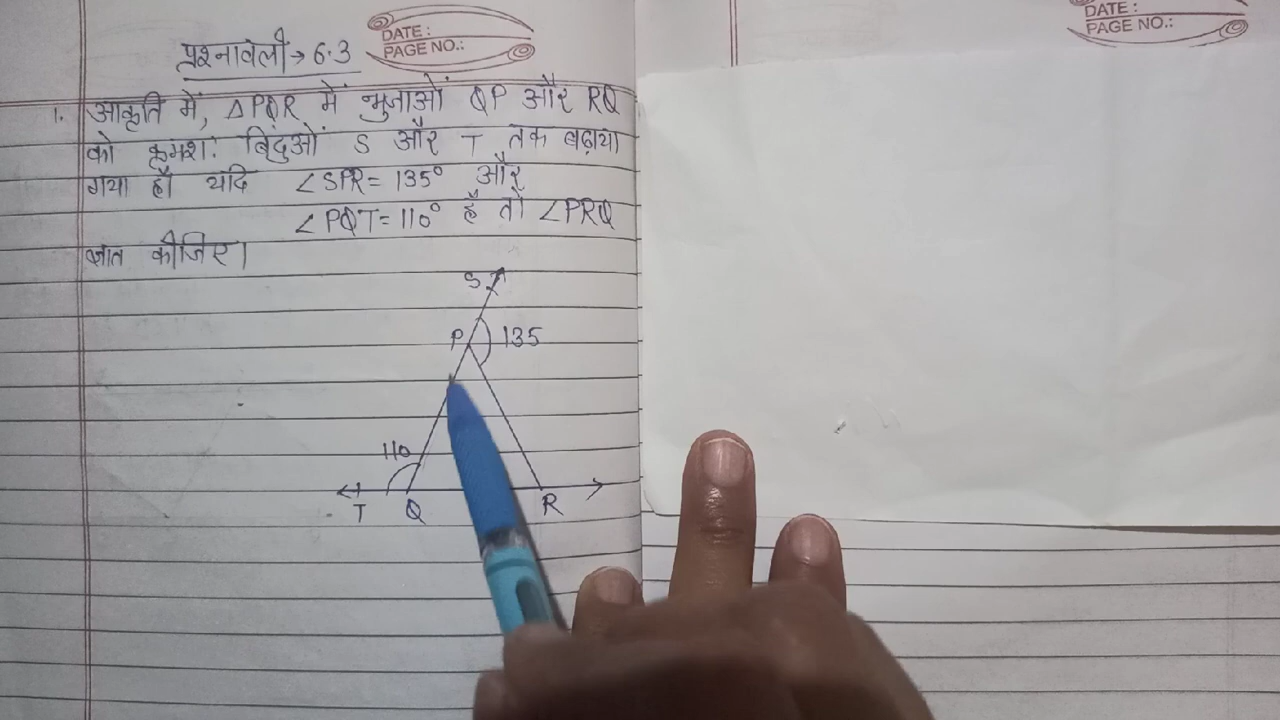 DATE :
PAGE NO.:
DATE :
PAGE NO.:
प्रश्नावली → 6.3
1. आकृति में, △PQR में भुजाओं QP और RQ
को क्रमशः बिंदुओं S और T तक बढ़ाया
गया है। यदि ∠SPR = 135° और
∠PQT = 110° है तो ∠PRQ
ज्ञात कीजिए।
S
P 135
110
T Q R